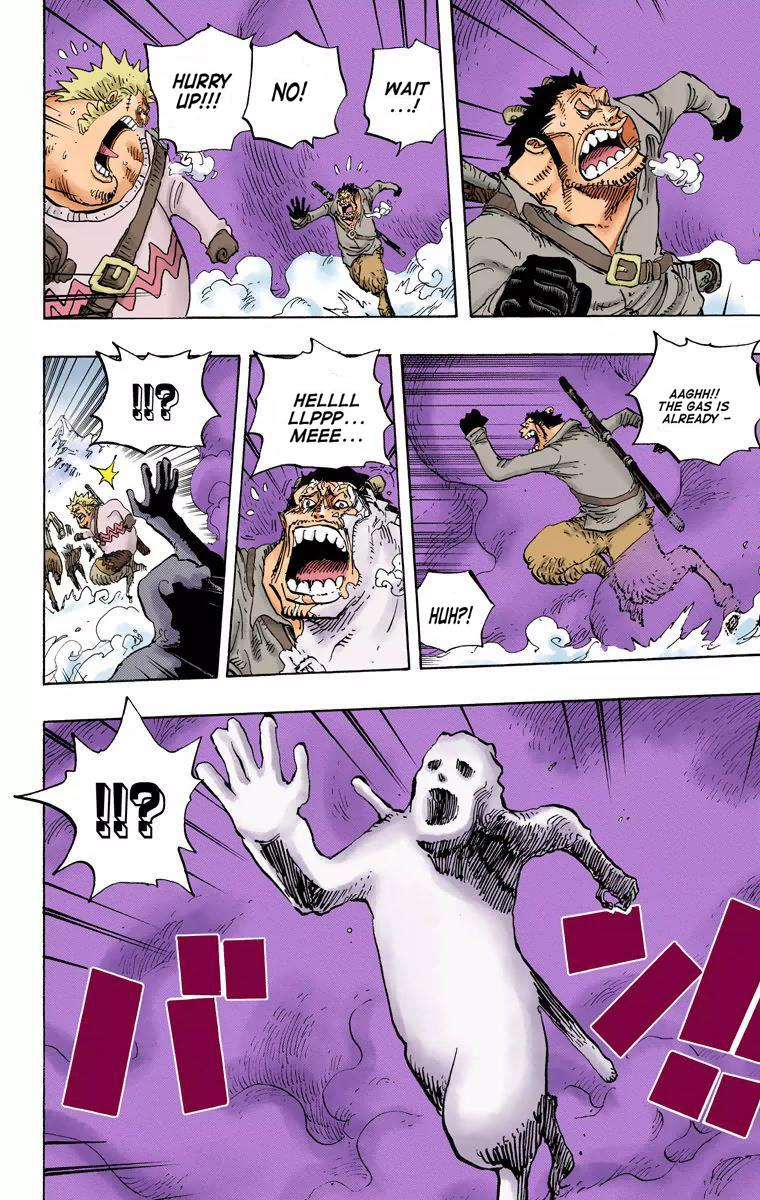 WAIT
...!
NO!
HURRY
UP!!!
AAGHH!!
THE GAS IS
ALREADY -
HUH?!
HELLLL
LLPPP...
MEEE...
!!?
!!?
バン!!